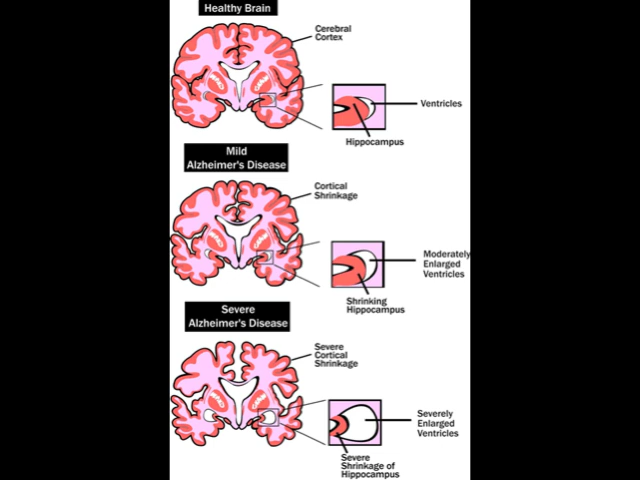 Healthy Brain
Cerebral
Cortex
Ventricles
Hippocampus
Mild
Alzheimer's Disease
Cortical
Shrinkage
Moderately
Enlarged
Ventricles
Shrinking
Hippocampus
Severe
Alzheimer's Disease
Severe
Cortical
Shrinkage
Severely
Enlarged
Ventricles
Severe
Shrinkage of
Hippocampus